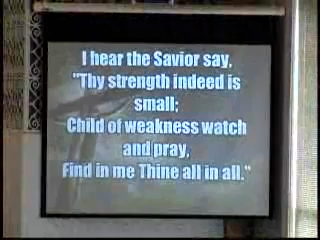 I hear the Savior say,
"Thy strength indeed is
small;
Child of weakness watch
and pray,
Find in me Thine all in all."